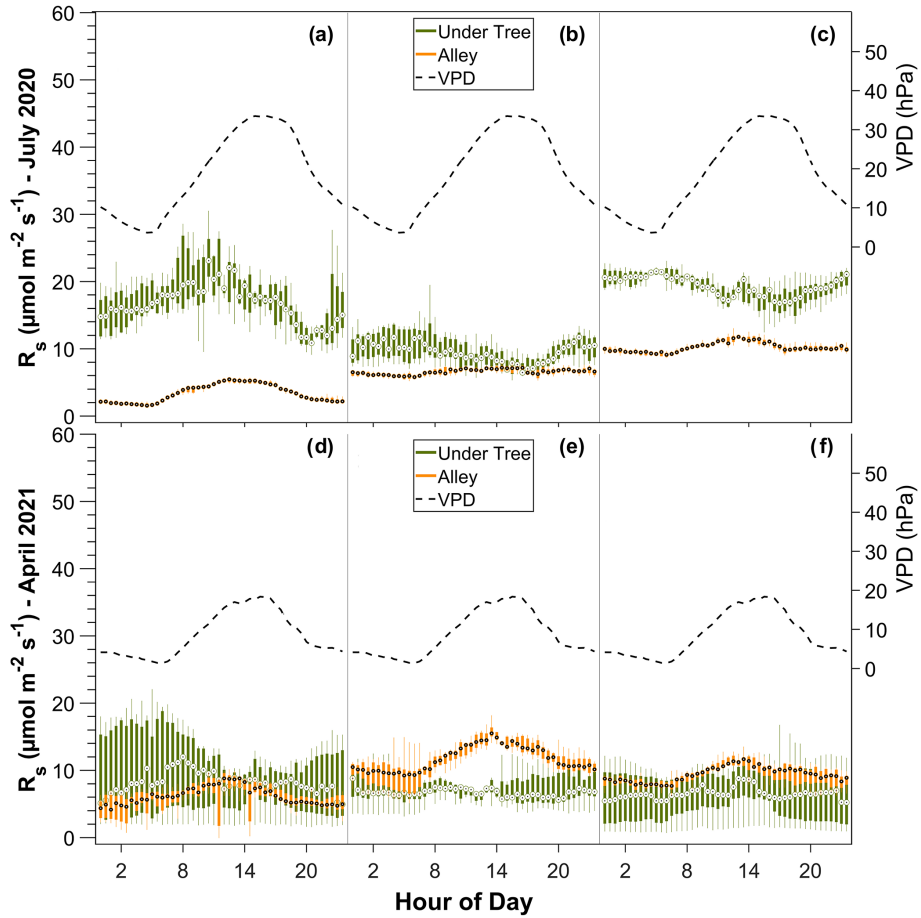 60
50
40
30
20
10
0
Rs (μmol m-2 s-1) - July 2020
(a)
Under Tree
Alley
VPD
(b)
(c)
50
40
30
20
10
0
VPD (hPa)
60
50
40
30
20
10
0
Rs (μmol m-2 s-1) - April 2021
(d)
Under Tree
Alley
VPD
(e)
(f)
50
40
30
20
10
0
VPD (hPa)
2 8 14 20 2 8 14 20 2 8 14 20
Hour of Day